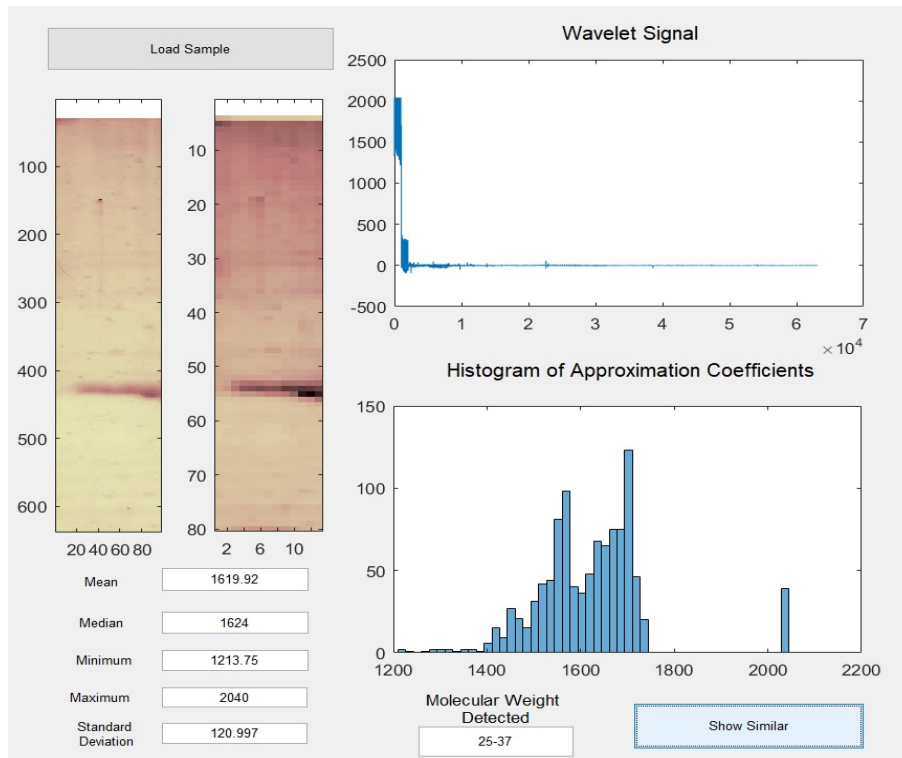 Load Sample
100
200
300
400
500
600
20 40 60 80
10
20
30
40
50
60
70
80
2 6 10
Wavelet Signal
2500
2000
1500
1000
500
0
-500
0 1 2 3 4 5 6 7
×10⁴
Histogram of Approximation Coefficients
150
100
50
0
1200 1400 1600 1800 2000 2200
Mean 1619.92
Median 1624
Minimum 1213.75
Maximum 2040
Standard
Deviation 120.997
Molecular Weight
Detected
25-37
Show Similar